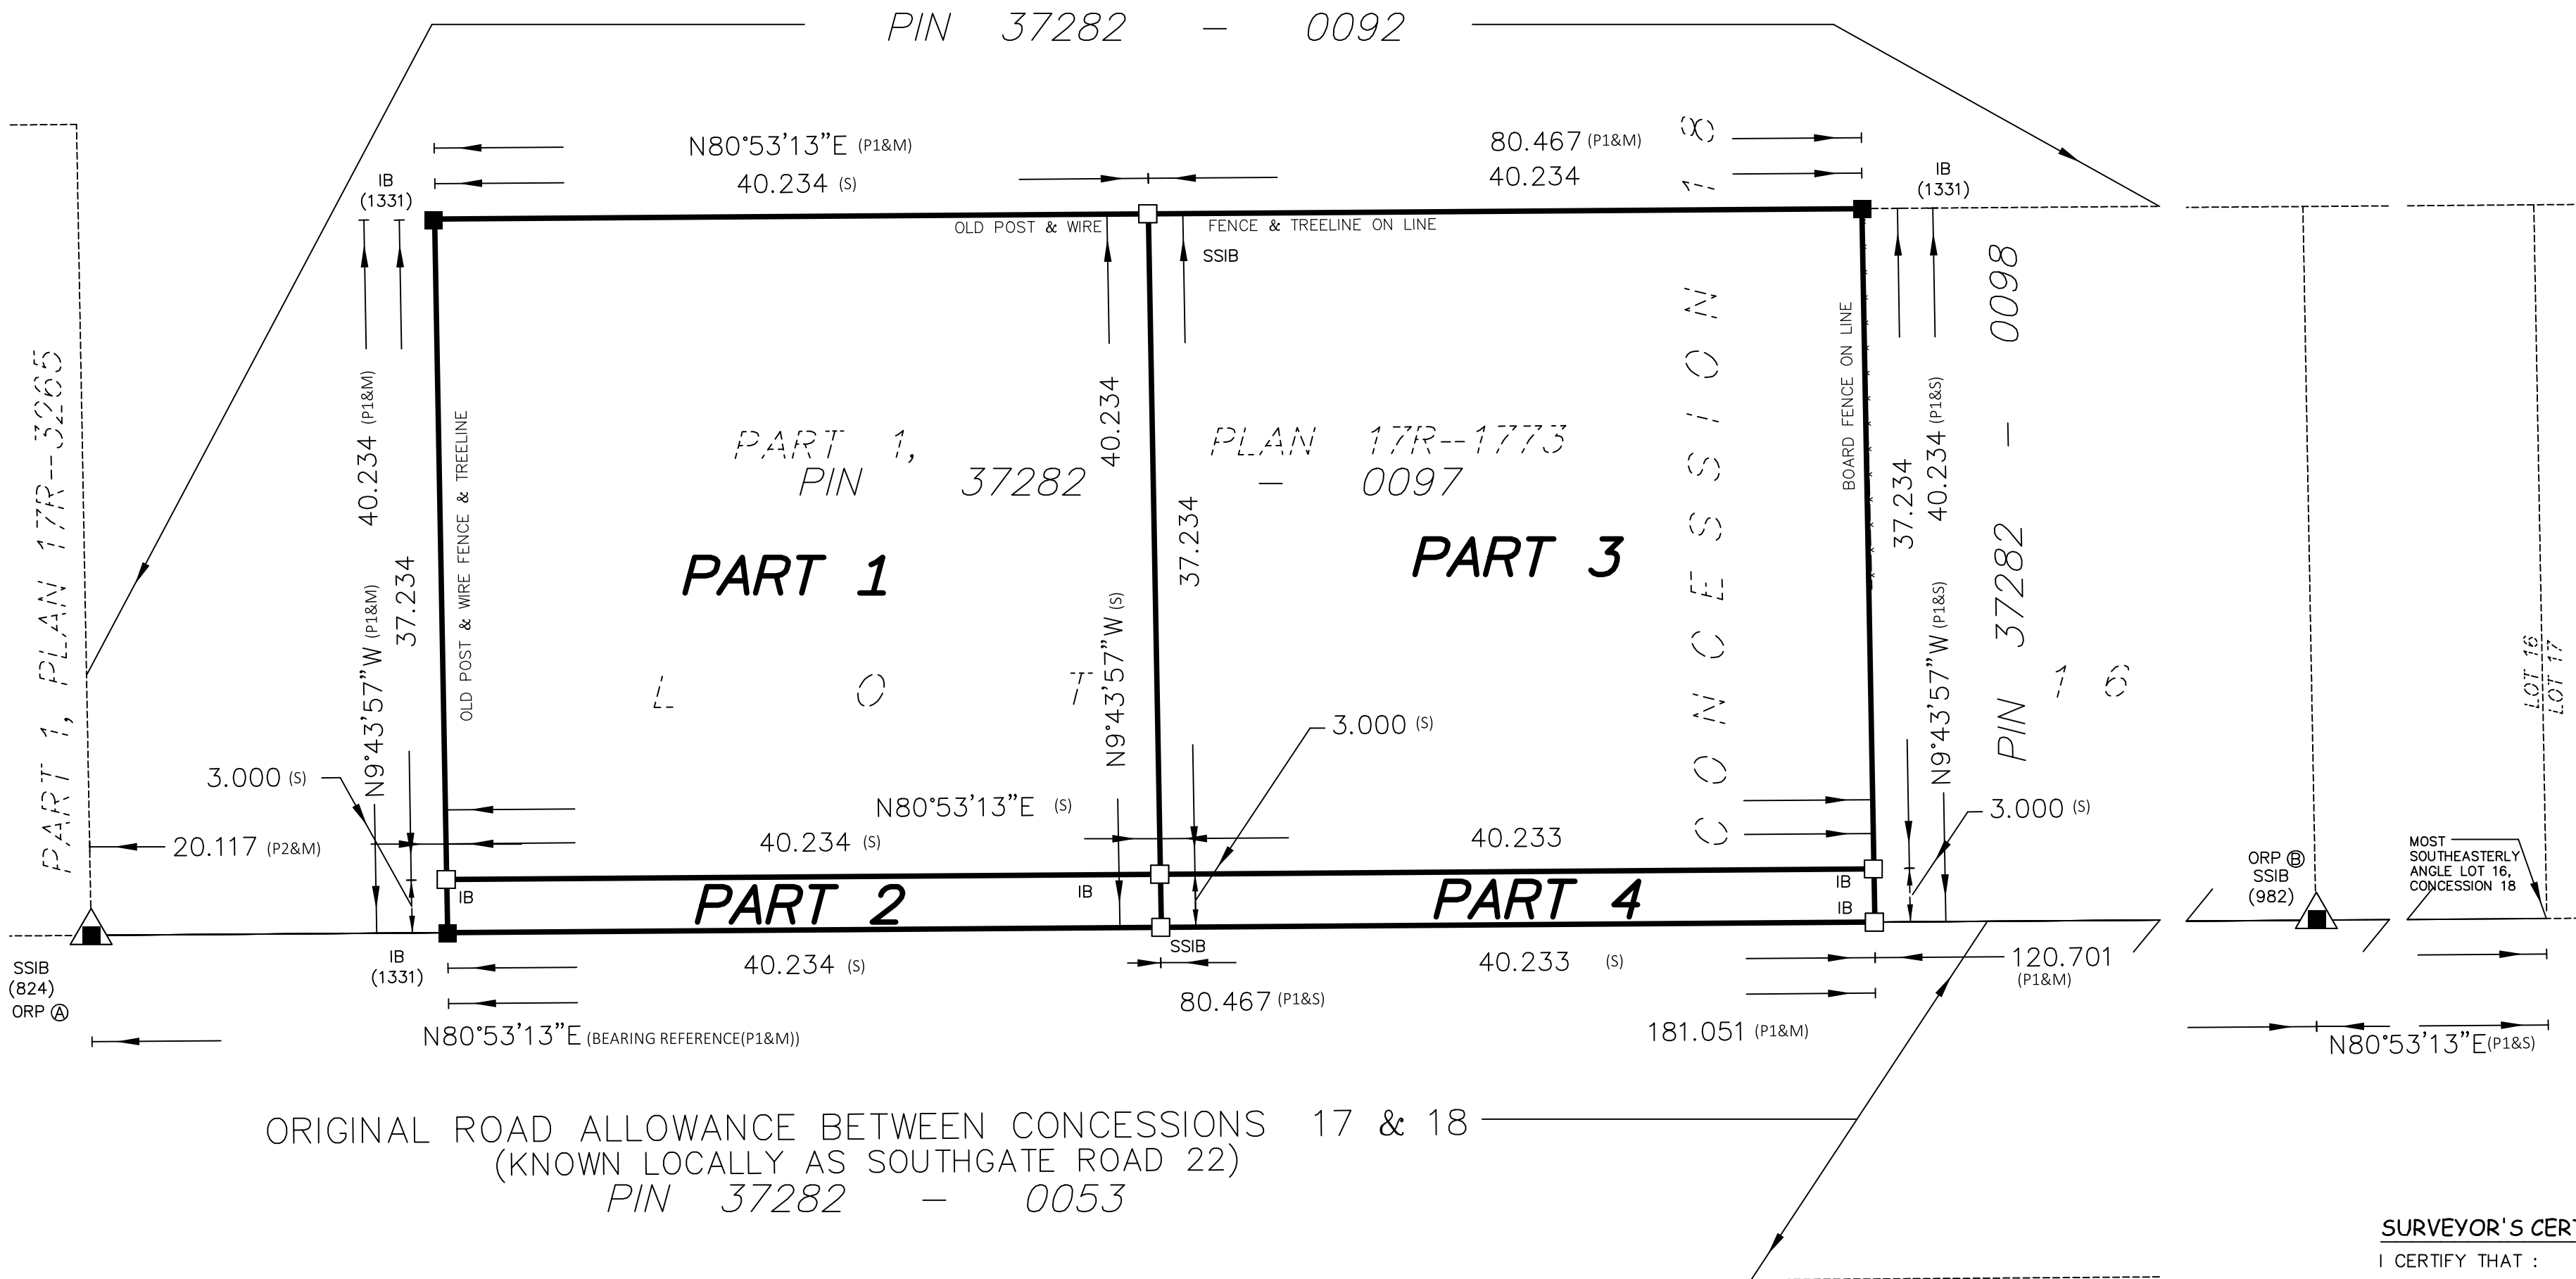 PIN 37282 - 0092
N80°53'13"E (P1&M)
80.467 (P1&M)
40.234 (S)
40.234
IB
(1331)
IB
(1331)
OLD POST & WIRE FENCE & TREELINE ON LINE
SSIB
PART 1, PLAN 17R-3265
N9°43'57"W (P1&M) 40.234 (P1&M)
37.234
OLD POST & WIRE FENCE & TREELINE
PART 1, PLAN 17R--1773
PIN 37282 - 0097
PART 1
PART 3
N9°43'57"W (S) 40.234
37.234
LOT 16
CONCESSION 18
BOARD FENCE ON LINE
37.234
N9°43'57"W (P1&S) 40.234 (P1&S)
PIN 37282 - 0098
LOT 16
LOT 17
3.000 (S)
3.000 (S)
3.000 (S)
N80°53'13"E (S)
20.117 (P2&M)
40.234 (S)
40.233
PART 2
PART 4
IB
IB
IB
IB
SSIB
IB
(1331)
SSIB
(824)
ORP Ⓐ
ORP Ⓑ
SSIB
(982)
MOST
SOUTHEASTERLY
ANGLE LOT 16,
CONCESSION 18
40.234 (S)
40.233 (S)
120.701
(P1&M)
80.467 (P1&S)
N80°53'13"E (BEARING REFERENCE(P1&M))
181.051 (P1&M)
N80°53'13"E(P1&S)
ORIGINAL ROAD ALLOWANCE BETWEEN CONCESSIONS 17 & 18
(KNOWN LOCALLY AS SOUTHGATE ROAD 22)
PIN 37282 - 0053
SURVEYOR'S CERT
I CERTIFY THAT :